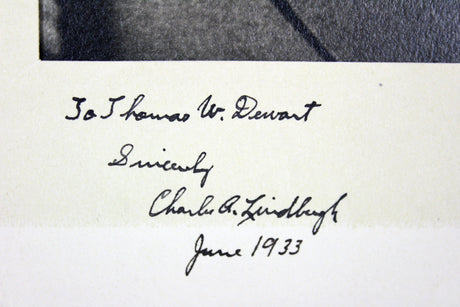 To Thomas W. Dewart
Sincerely
Charles A. Lindbergh
June 1933